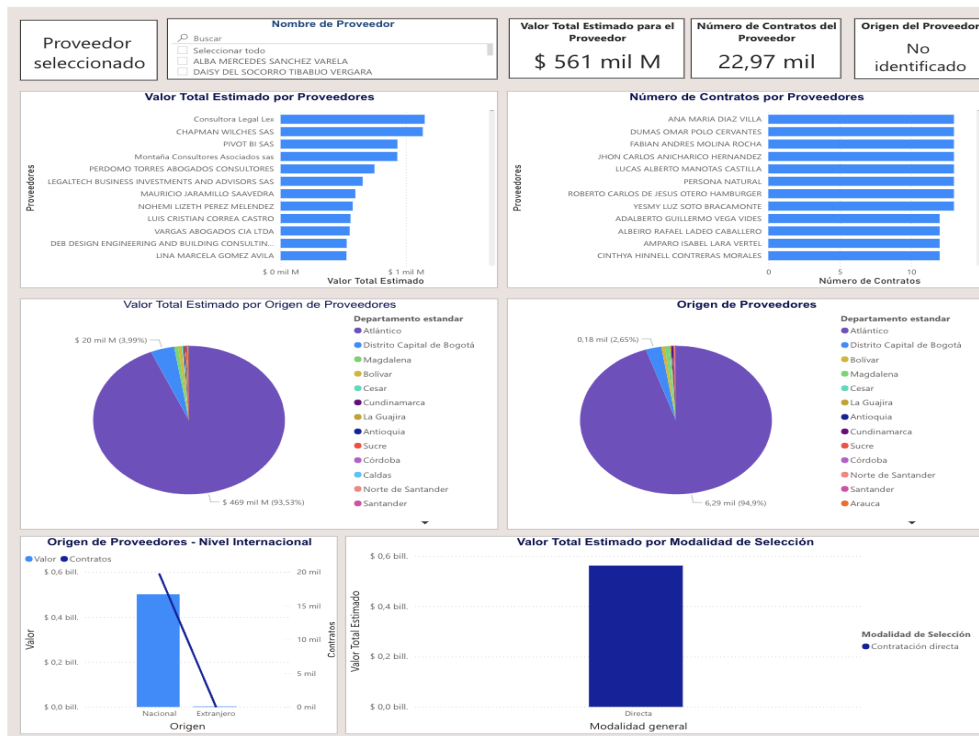 Proveedor
seleccionado
Nombre de Proveedor
Buscar
Seleccionar todo
ALBA MERCEDES SANCHEZ VARELA
DAISY DEL SOCORRO TIBABIJO VERGARA
Valor Total Estimado para el
Proveedor
$ 561 mil M
Número de Contratos del
Proveedor
22,97 mil
Origen del Proveedor
No
identificado
Valor Total Estimado por Proveedores
Proveedores
Consultora Legal Lex
CHAPMAN WILCHES SAS
PIVOT BI SAS
Montaña Consultores Asociados sas
PERDOMO TORRES ABOGADOS CONSULTORES
LEGALTECH BUSINESS INVESTMENTS AND ADVISORS SAS
MAURICIO JARAMILLO SAAVEDRA
NOHEMI LIZETH PEREZ MELENDEZ
LUIS CRISTIAN CORREA CASTRO
VARGAS ABOGADOS CIA LTDA
DEB DESIGN ENGINEERING AND BUILDING CONSULTIN...
LINA MARCELA GOMEZ AVILA
$ 0 mil M
$ 1 mil M
Valor Total Estimado
Número de Contratos por Proveedores
Proveedores
ANA MARIA DIAZ VILLA
DUMAS OMAR POLO CERVANTES
FABIAN ANDRES MOLINA ROCHA
JHON CARLOS ANICHARICO HERNANDEZ
LUCAS ALBERTO MANOTAS CASTILLA
PERSONA NATURAL
ROBERTO CARLOS DE JESUS OTERO HAMBURGER
YESMY LUZ SOTO BRACAMONTE
ADALBERTO GUILLERMO VEGA VIDES
ALBEIRO RAFAEL LADEO CABALLERO
AMPARO ISABEL LARA VERTEL
CINTHYA HINNELL CONTRERAS MORALES
0
5
10
Número de Contratos
Valor Total Estimado por Origen de Proveedores
$ 20 mil M (3,99%)
$ 469 mil M (93,53%)
Departamento estandar
Atlántico
Distrito Capital de Bogotá
Magdalena
Bolívar
Cesar
Cundinamarca
La Guajira
Antioquia
Sucre
Córdoba
Caldas
Norte de Santander
Santander
Origen de Proveedores
0,18 mil (2,65%)
6,29 mil (94,9%)
Departamento estandar
Atlántico
Distrito Capital de Bogotá
Bolívar
Magdalena
Cesar
La Guajira
Antioquia
Cundinamarca
Sucre
Córdoba
Norte de Santander
Santander
Arauca
Origen de Proveedores - Nivel Internacional
Valor Contratos
Valor
$ 0,6 bill.
$ 0,4 bill.
$ 0,2 bill.
$ 0,0 bill.
20 mil
15 mil
10 mil
5 mil
0 mil
Contratos
Nacional
Extranjero
Origen
Valor Total Estimado por Modalidad de Selección
Valor Total Estimado
$ 0,6 bill.
$ 0,4 bill.
$ 0,2 bill.
$ 0,0 bill.
Directa
Modalidad general
Modalidad de Selección
Contratación directa